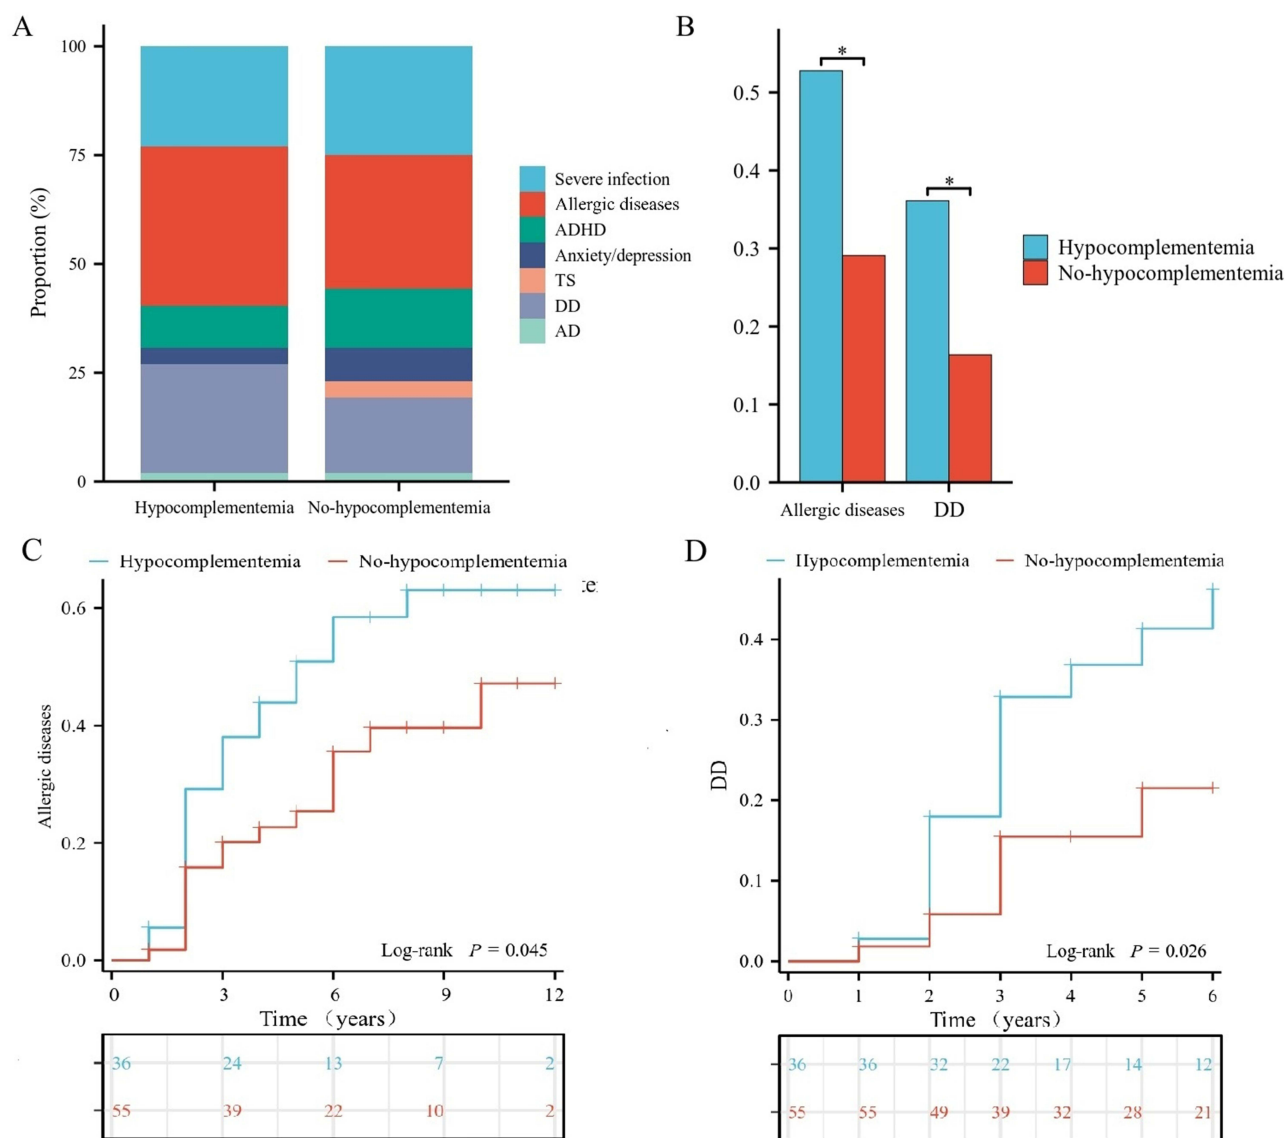 A
Proportion (%)
100
75
50
25
0
Hypocomplementemia No-hypocomplementemia
Severe infection
Allergic diseases
ADHD
Anxiety/depression
TS
DD
AD
B
0.5
0.4
0.3
0.2
0.1
0.0
*
*
Allergic diseases DD
Hypocomplementemia
No-hypocomplementemia
C
Hypocomplementemia No-hypocomplementemia
Allergic diseases
0.6
0.4
0.2
0.0
Log-rank P = 0.045
0 3 6 9 12
Time （years）
36 24 13 7 2
55 39 22 10 2
D
Hypocomplementemia No-hypocomplementemia
DD
0.4
0.3
0.2
0.1
0.0
Log-rank P = 0.026
0 1 2 3 4 5 6
Time （years）
36 36 32 22 17 14 12
55 55 49 39 32 28 21